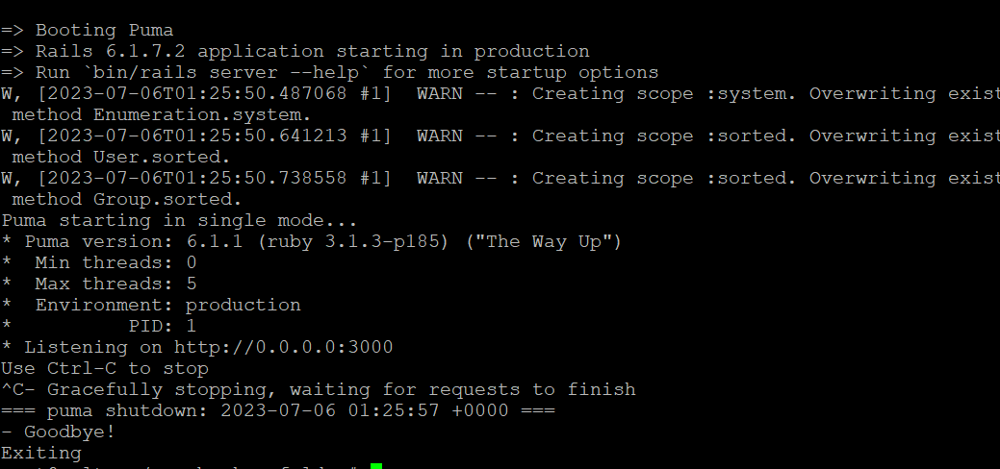 => Booting Puma
=> Rails 6.1.7.2 application starting in production
=> Run `bin/rails server --help` for more startup options
W, [2023-07-06T01:25:50.487068 #1]  WARN -- : Creating scope :system. Overwriting exist
 method Enumeration.system.
W, [2023-07-06T01:25:50.641213 #1]  WARN -- : Creating scope :sorted. Overwriting exist
 method User.sorted.
W, [2023-07-06T01:25:50.738558 #1]  WARN -- : Creating scope :sorted. Overwriting exist
 method Group.sorted.
Puma starting in single mode...
* Puma version: 6.1.1 (ruby 3.1.3-p185) ("The Way Up")
*  Min threads: 0
*  Max threads: 5
*  Environment: production
*          PID: 1
* Listening on http://0.0.0.0:3000
Use Ctrl-C to stop
^C- Gracefully stopping, waiting for requests to finish
=== puma shutdown: 2023-07-06 01:25:57 +0000 ===
- Goodbye!
Exiting